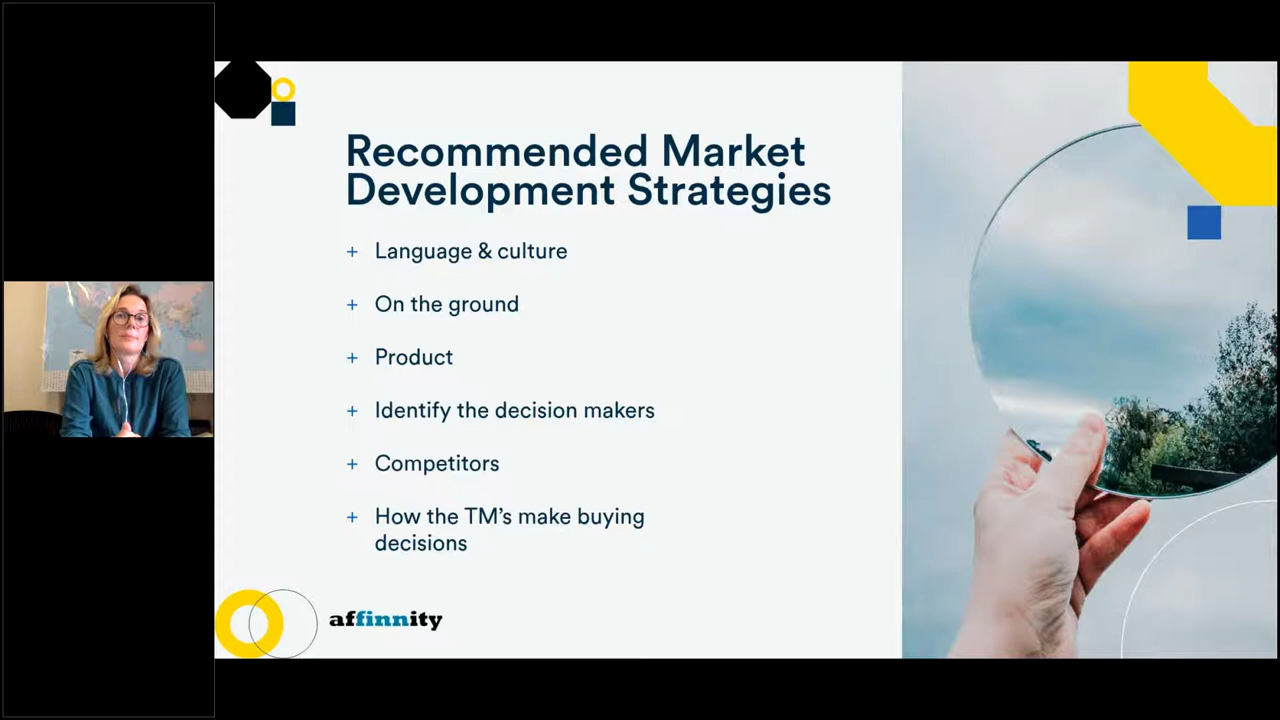 Recommended Market
Development Strategies
+ Language & culture
+ On the ground
+ Product
+ Identify the decision makers
+ Competitors
+ How the TM's make buying
decisions
affinnity